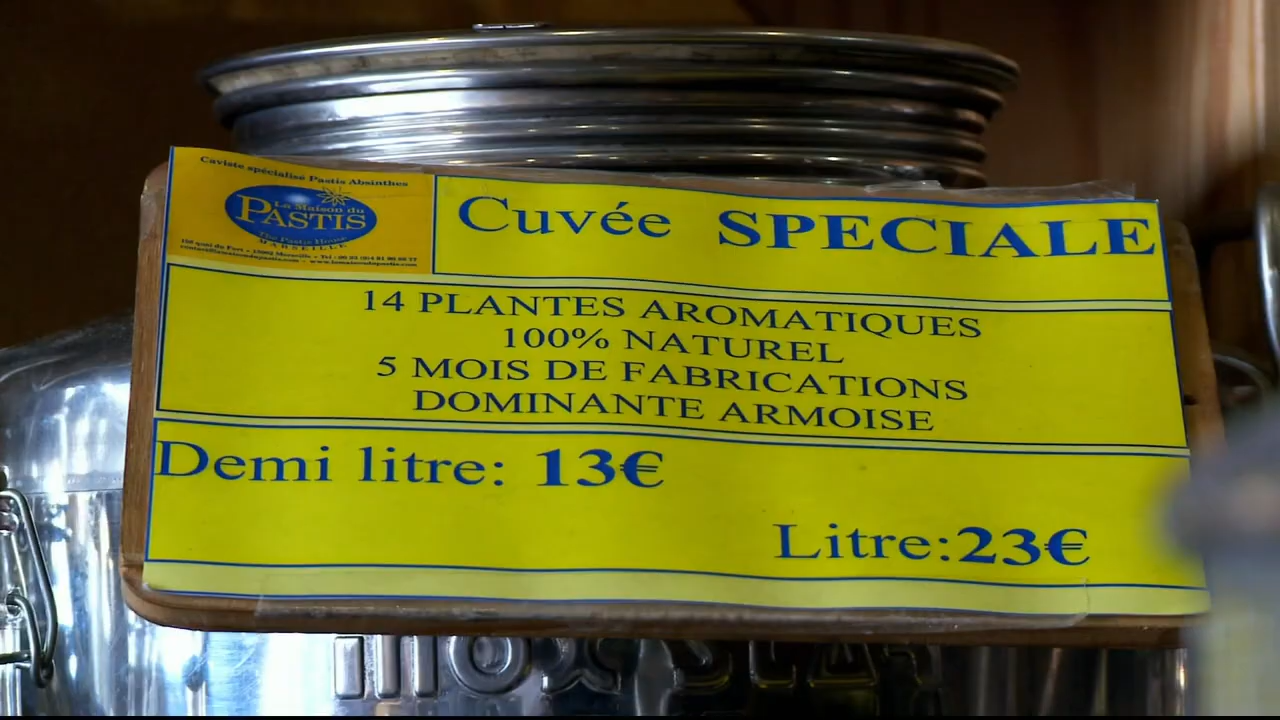 Caviste spécialisé Pastis Absinthes
La Maison du
PASTIS
The Pastis House
MARSEILLE
Cuvée SPECIALE
14 PLANTES AROMATIQUES
100% NATUREL
5 MOIS DE FABRICATIONS
DOMINANTE ARMOISE
Demi litre: 13€
Litre:23€